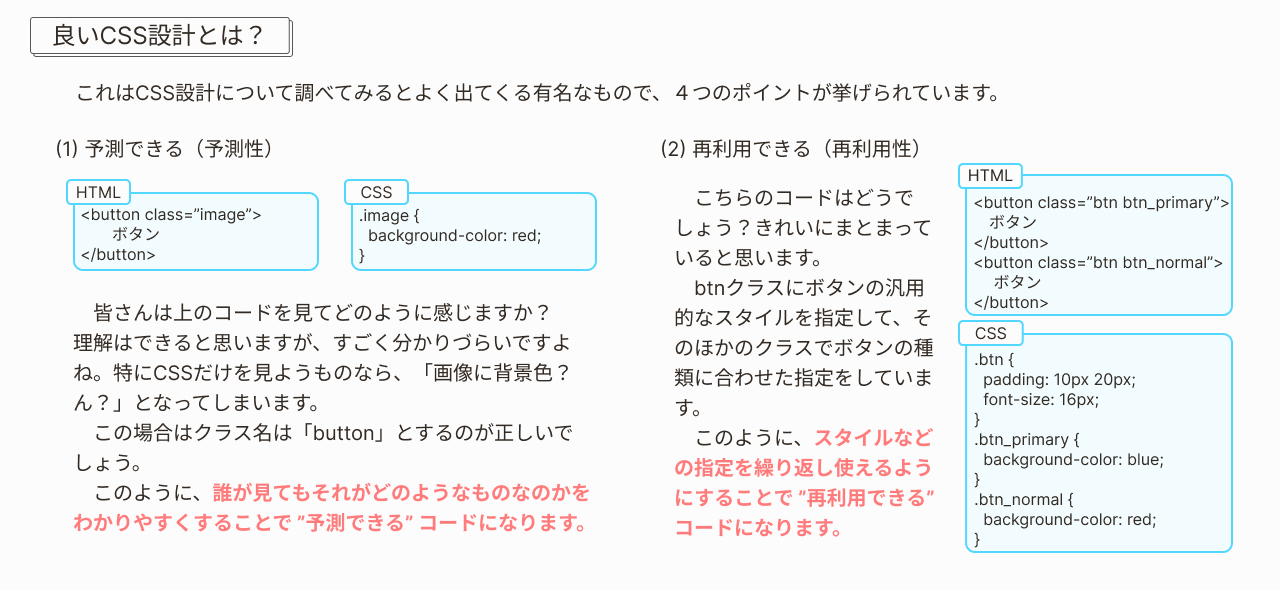 良いCSS設計とは？
これはCSS設計について調べてみるとよく出てくる有名なもので、４つのポイントが挙げられています。
(1) 予測できる（予測性）
HTML
<button class=”image”>
ボタン
</button>
CSS
.image {
background-color: red;
}
皆さんは上のコードを見てどのように感じますか？
理解はできると思いますが、すごく分かりづらいですよ
ね。特にCSSだけを見ようものなら、「画像に背景色？
ん？」となってしまいます。
この場合はクラス名は「button」とするのが正しいで
しょう。
このように、誰が見てもそれがどのようなものなのかを
わかりやすくすることで ”予測できる” コードになります。
(2) 再利用できる（再利用性）
こちらのコードはどうで
しょう？きれいにまとまって
いると思います。
btnクラスにボタンの汎用
的なスタイルを指定して、そ
のほかのクラスでボタンの種
類に合わせた指定をしていま
す。
このように、スタイルなど
の指定を繰り返し使えるよう
にすることで ”再利用できる”
コードになります。
HTML
<button class=”btn btn_primary”>
ボタン
</button>
<button class=”btn btn_normal”>
ボタン
</button>
CSS
.btn {
padding: 10px 20px;
font-size: 16px;
}
.btn_primary {
background-color: blue;
}
.btn_normal {
background-color: red;
}